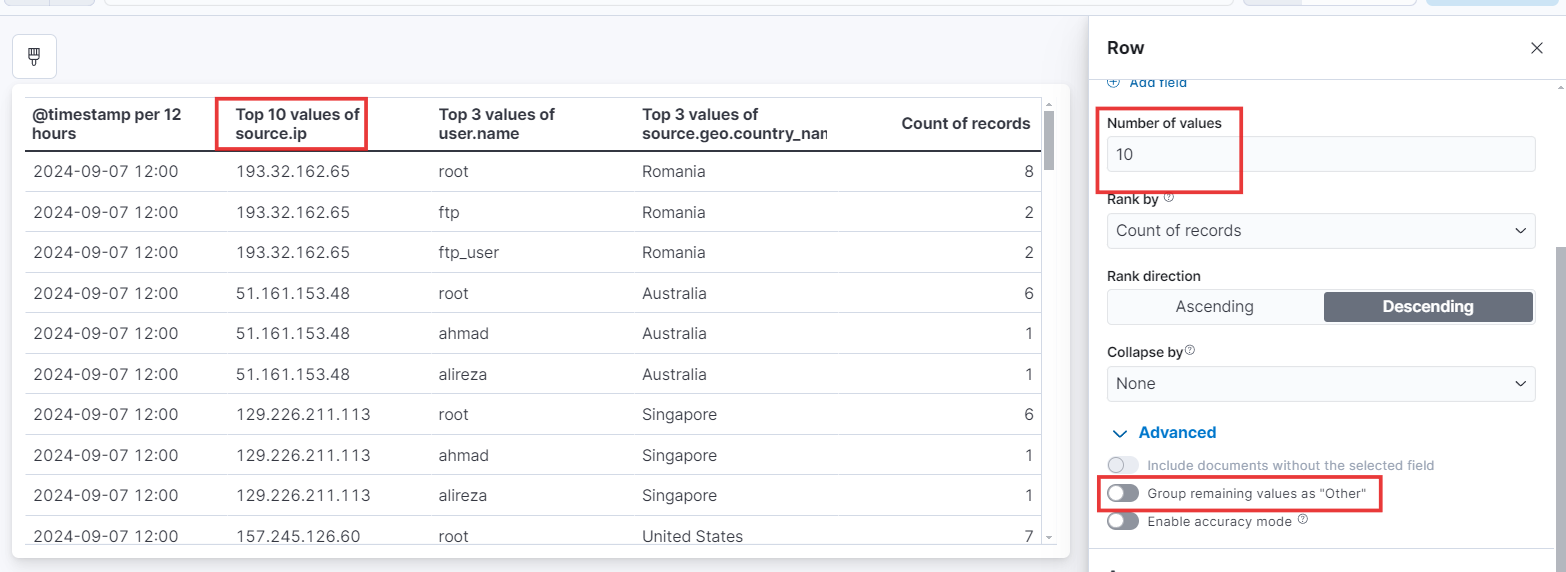 @timestamp per 12 hours
Top 10 values of source.ip
Top 3 values of user.name
Top 3 values of source.geo.country_nan
Count of records
2024-09-07 12:00 193.32.162.65 root Romania 8
2024-09-07 12:00 193.32.162.65 ftp Romania 2
2024-09-07 12:00 193.32.162.65 ftp_user Romania 2
2024-09-07 12:00 51.161.153.48 root Australia 6
2024-09-07 12:00 51.161.153.48 ahmad Australia 1
2024-09-07 12:00 51.161.153.48 alireza Australia 1
2024-09-07 12:00 129.226.211.113 root Singapore 6
2024-09-07 12:00 129.226.211.113 ahmad Singapore 1
2024-09-07 12:00 129.226.211.113 alireza Singapore 1
2024-09-07 12:00 157.245.126.60 root United States 7
Row
Add field
Number of values
10
Rank by
Count of records
Rank direction
Ascending Descending
Collapse by
None
Advanced
Include documents without the selected field
Group remaining values as "Other"
Enable accuracy mode